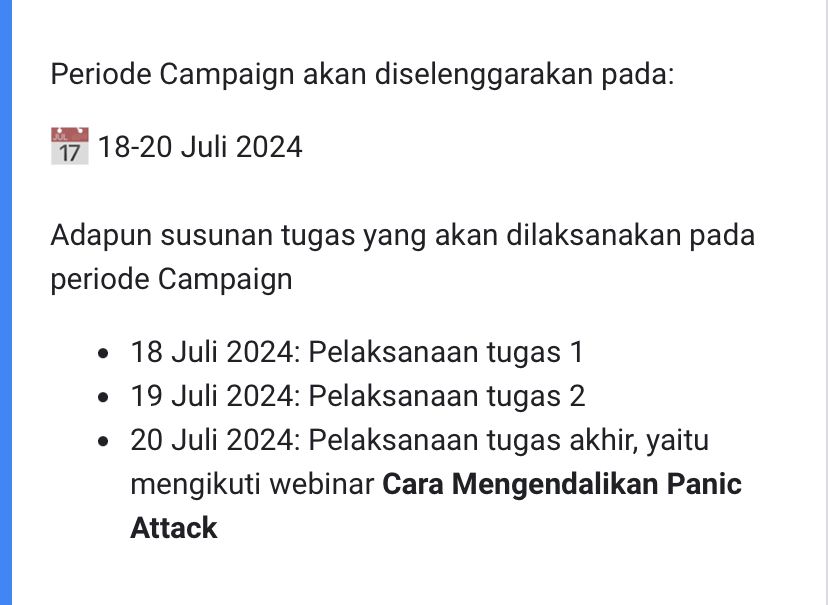 Periode Campaign akan diselenggarakan pada:
JUL 17 18-20 Juli 2024
Adapun susunan tugas yang akan dilaksanakan pada
periode Campaign
• 18 Juli 2024: Pelaksanaan tugas 1
• 19 Juli 2024: Pelaksanaan tugas 2
• 20 Juli 2024: Pelaksanaan tugas akhir, yaitu
mengikuti webinar Cara Mengendalikan Panic
Attack